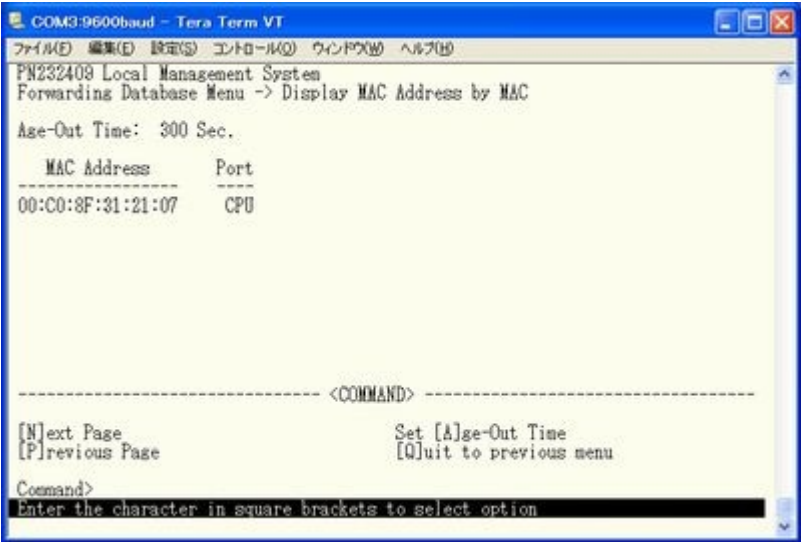 COM3:9600baud - Tera Term VT
ファイル(F) 編集(E) 設定(S) コントロール(O) ウィンドウ(W) ヘルプ(H)
PN232409 Local Management System
Forwarding Database Menu -> Display MAC Address by MAC
Age-Out Time: 300 Sec.
MAC Address Port
----------------- ----
00:C0:8F:31:21:07 CPU
-------------------------------- <COMMAND> -----------------------------------
[N]ext Page Set [A]ge-Out Time
[P]revious Page [Q]uit to previous menu
Command>
Enter the character in square brackets to select option